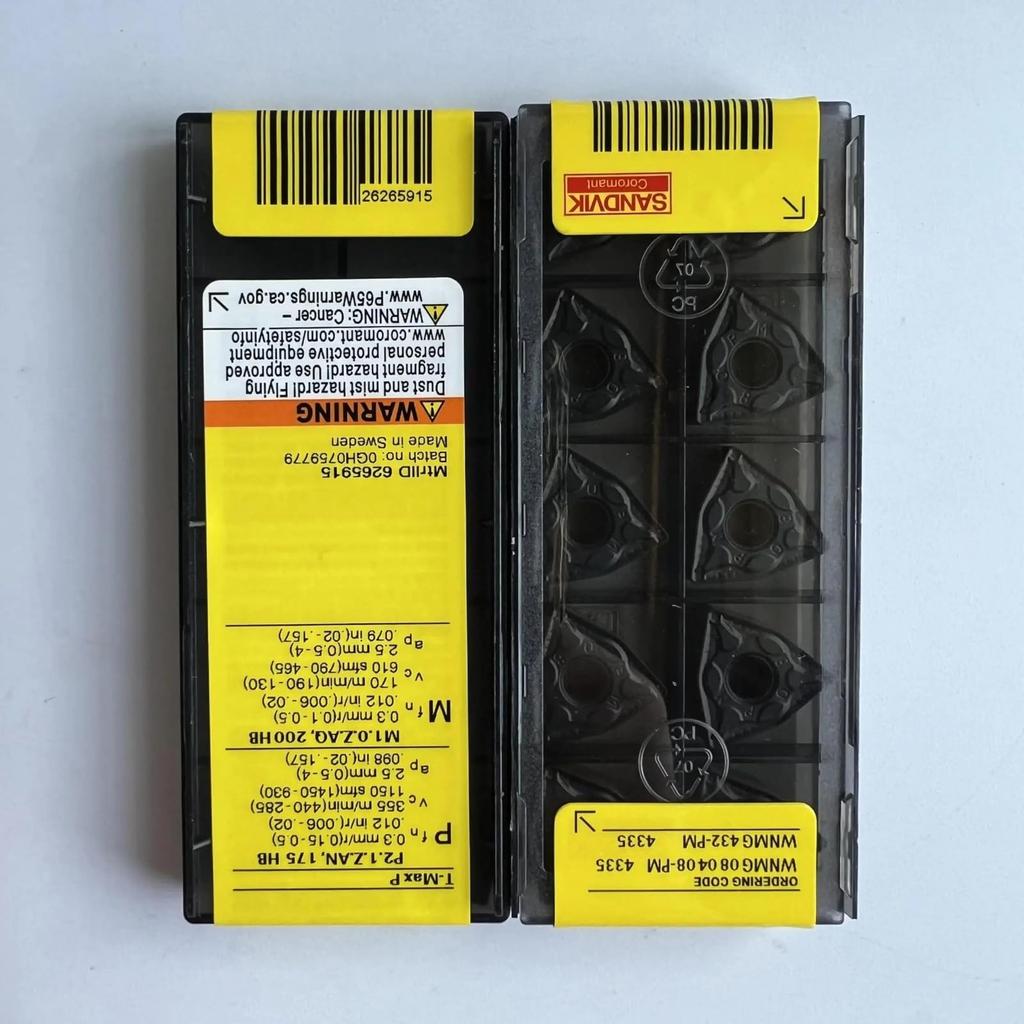 26265915
T-Max P
P2.1.Z.AN, 175 HB
P fn 0.3 mm/r(0.15-0.5)
.012 in/r(.006-.02)
vc 355 m/min(440-285)
1150 sfm(1450-930)
ap 2.5 mm(0.5-4)
.098 in(.02-.157)
M1.0.Z.AQ, 200 HB
M fn 0.3 mm/r(0.1-0.5)
.012 in/r(.006-.02)
vc 170 m/min(190-130)
610 sfm(790-465)
ap 2.5 mm(0.5-4)
.079 in(.02-.157)
MtrlID 6265915
Batch no: 0GH0759779
Made in Sweden
WARNING
Dust and mist hazard! Flying
fragment hazard! Use approved
personal protective equipment
www.coromant.com/safetyinfo
WARNING: Cancer –
www.P65Warnings.ca.gov
ORDERING CODE
WNMG 08 04 08-PM 4335
WNMG 432-PM 4335
07
PC
07
PC
SANDVIK
Coromant